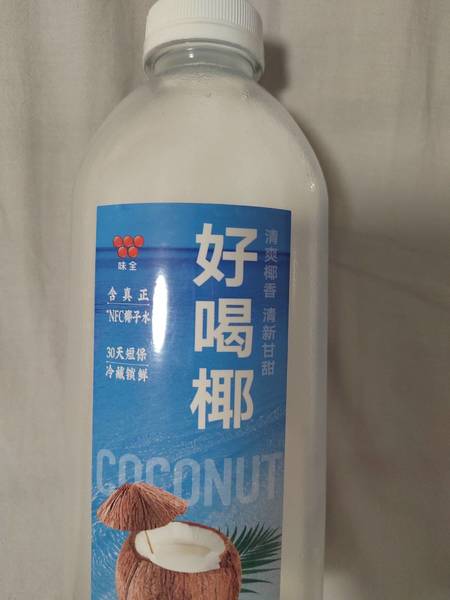 味全
含真正
*NFC椰子水
30天短保
冷藏锁鲜
好喝椰
清爽椰香 清新甘甜
COCONUT